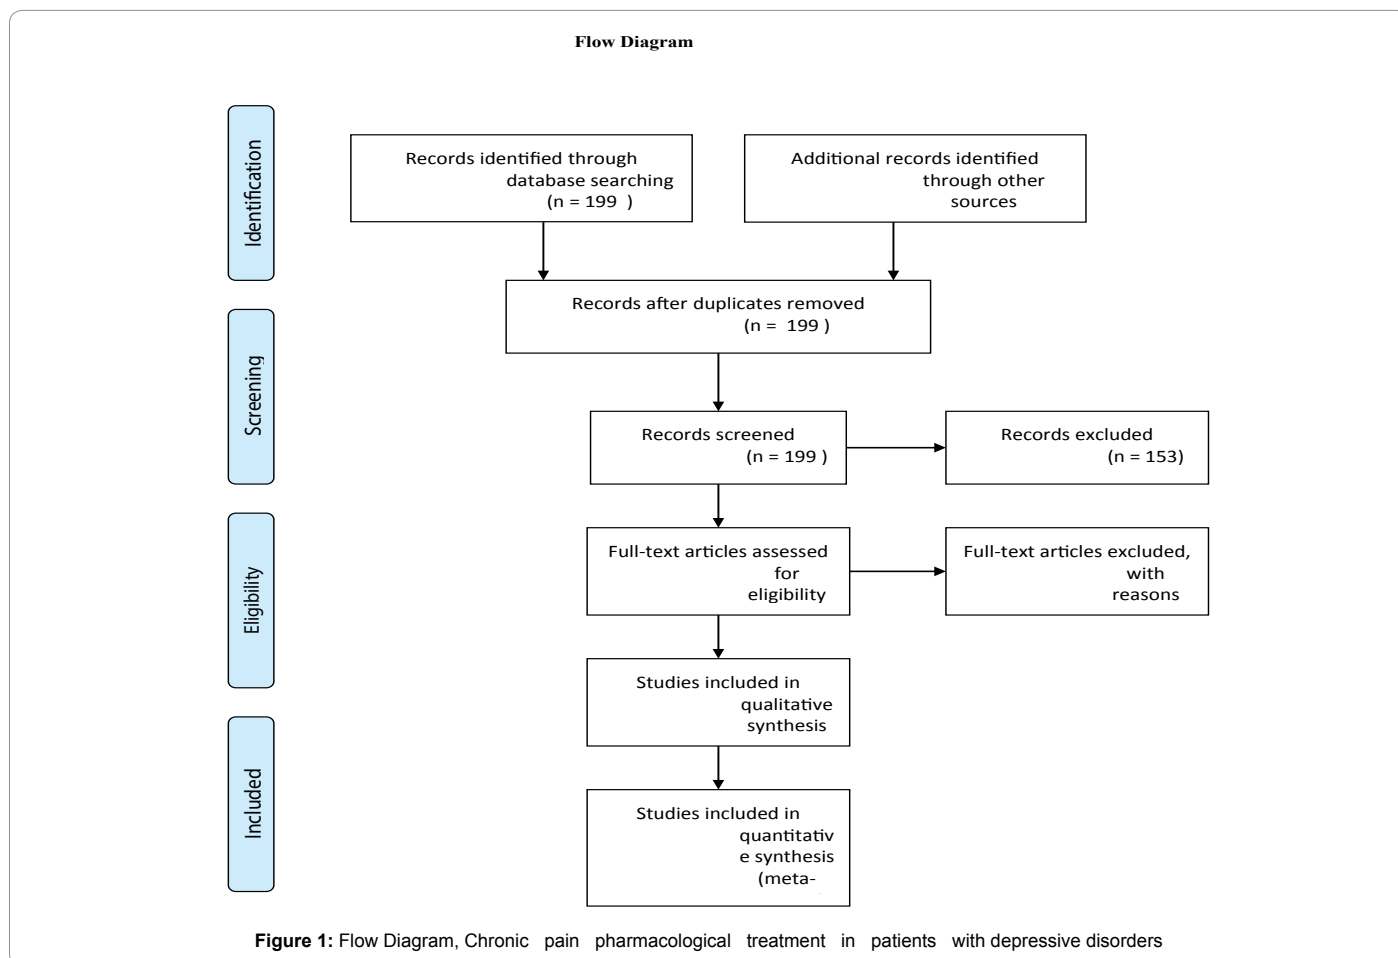 Flow Diagram
Identification
Records identified through
database searching
(n = 199 )
Additional records identified
through other
sources
Records after duplicates removed
(n = 199 )
Screening
Records screened
(n = 199 )
Records excluded
(n = 153)
Eligibility
Full-text articles assessed
for
eligibility
Full-text articles excluded,
with
reasons
Studies included in
qualitative
synthesis
Included
Studies included in
quantitativ
e synthesis
(meta-
Figure 1: Flow Diagram, Chronic pain pharmacological treatment in patients with depressive disorders